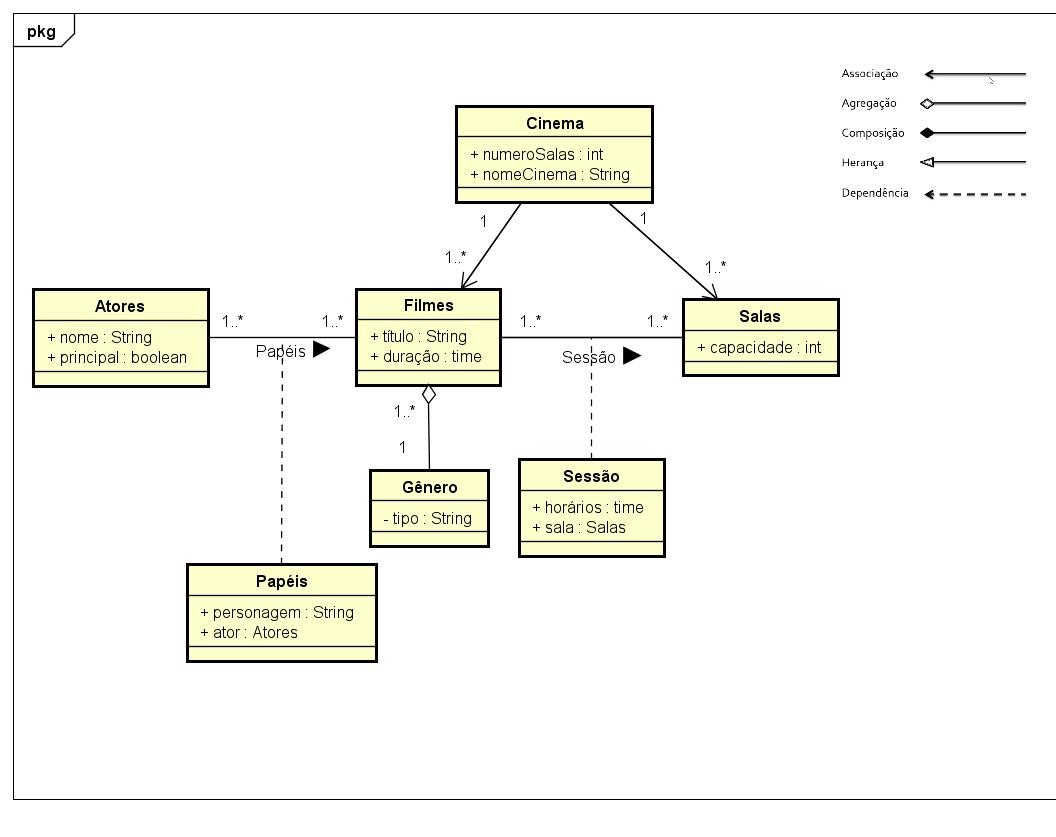 pkg
Associação
Agregação
Composição
Herança
Dependência
Cinema
+ numeroSalas : int
+ nomeCinema : String
1
1
1..*
1..*
Atores
+ nome : String
+ principal : boolean
1..*
1..*
Papéis
Filmes
+ título : String
+ duração : time
1..*
1..*
Sessão
Salas
+ capacidade : int
1..*
1
Gênero
- tipo : String
Sessão
+ horários : time
+ sala : Salas
Papéis
+ personagem : String
+ ator : Atores